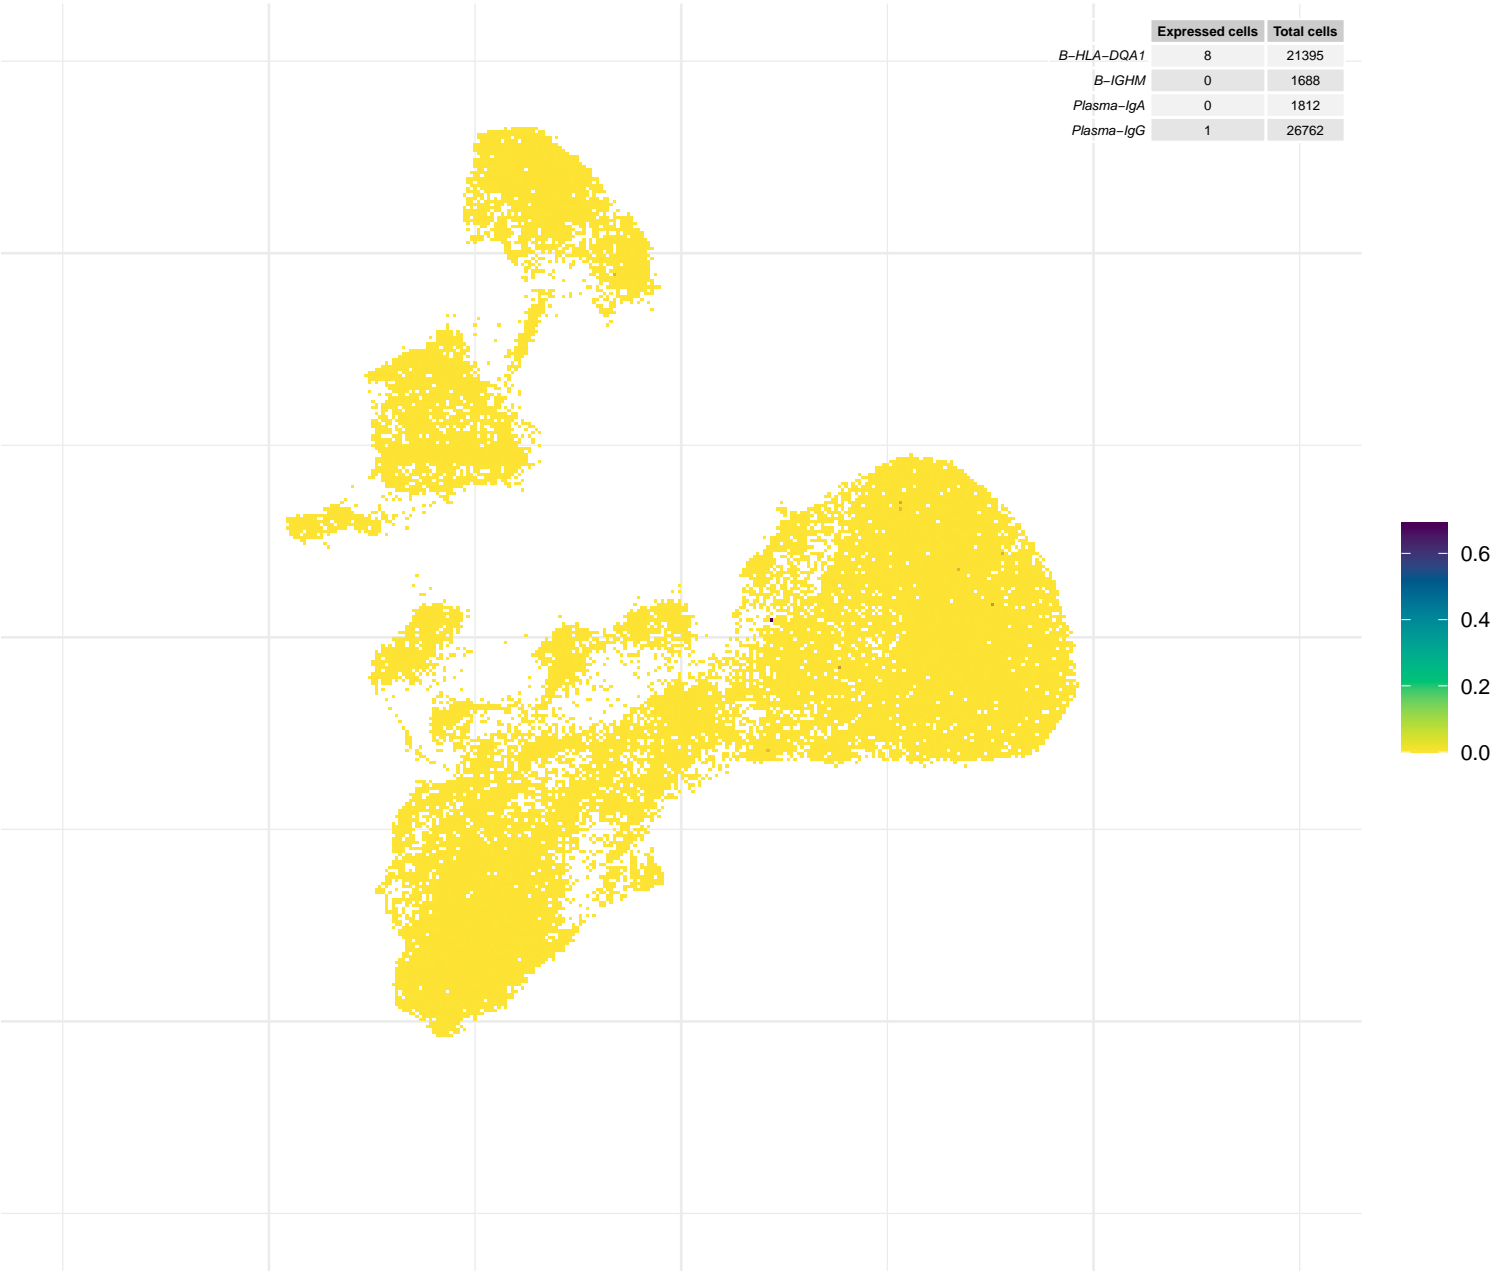 Expressed cells Total cells
B−HLA−DQA1 8 21395
B−IGHM 0 1688
Plasma−IgA 0 1812
Plasma−IgG 1 26762
0.6
0.4
0.2
0.0